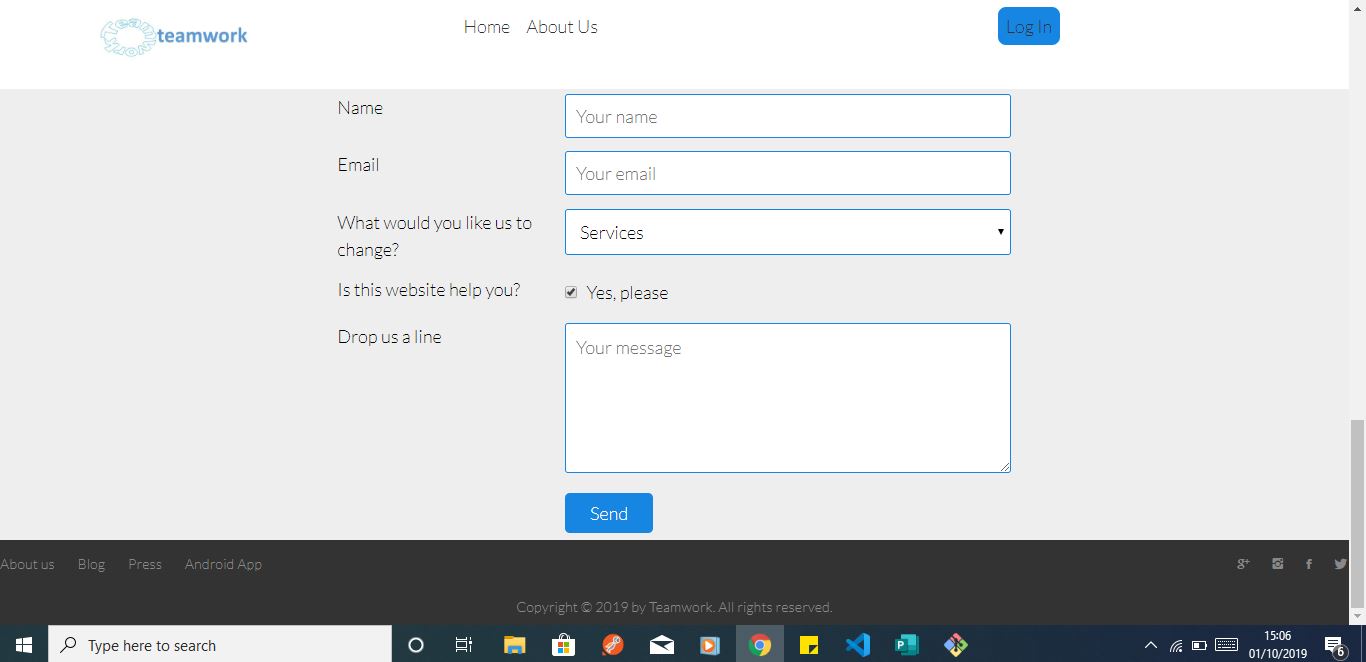 teamwork
Home
About Us
Log In
Name
Your name
Email
Your email
What would you like us to
change?
Services
Is this website help you?
Yes, please
Drop us a line
Your message
Send
About us
Blog
Press
Android App
Copyright © 2019 by Teamwork. All rights reserved.
Type here to search
15:06
01/10/2019
6